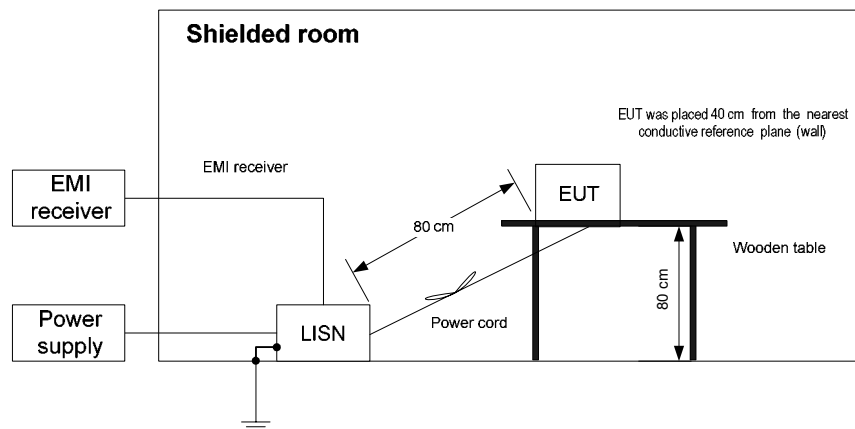 Shielded room
EUT was placed 40 cm from the nearest
conductive reference plane (wall)
EMI receiver
EMI
receiver
EUT
80 cm
Wooden table
80 cm
Power
supply
LISN
Power cord